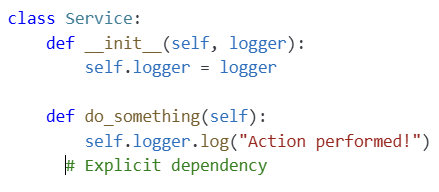 class Service:
    def __init__(self, logger):
        self.logger = logger

    def do_something(self):
        self.logger.log("Action performed!")
      # Explicit dependency